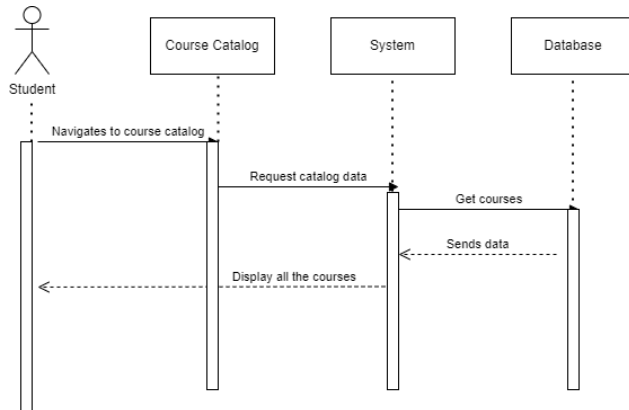 Course Catalog
System
Database
Student
Navigates to course catalog
Request catalog data
Get courses
Sends data
Display all the courses